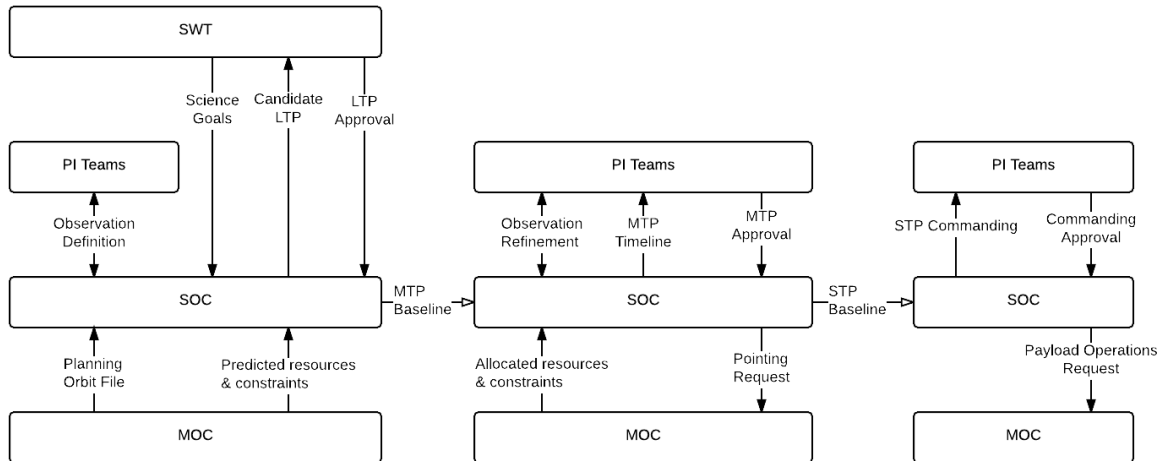 SWT
Science
Goals
Candidate
LTP
LTP
Approval
PI Teams
Observation
Definition
SOC
Planning
Orbit File
Predicted resources
& constraints
MOC
MTP
Baseline
PI Teams
Observation
Refinement
MTP
Timeline
MTP
Approval
SOC
Allocated resources
& constraints
Pointing
Request
MOC
STP
Baseline
PI Teams
STP Commanding
Commanding
Approval
SOC
Payload Operations
Request
MOC